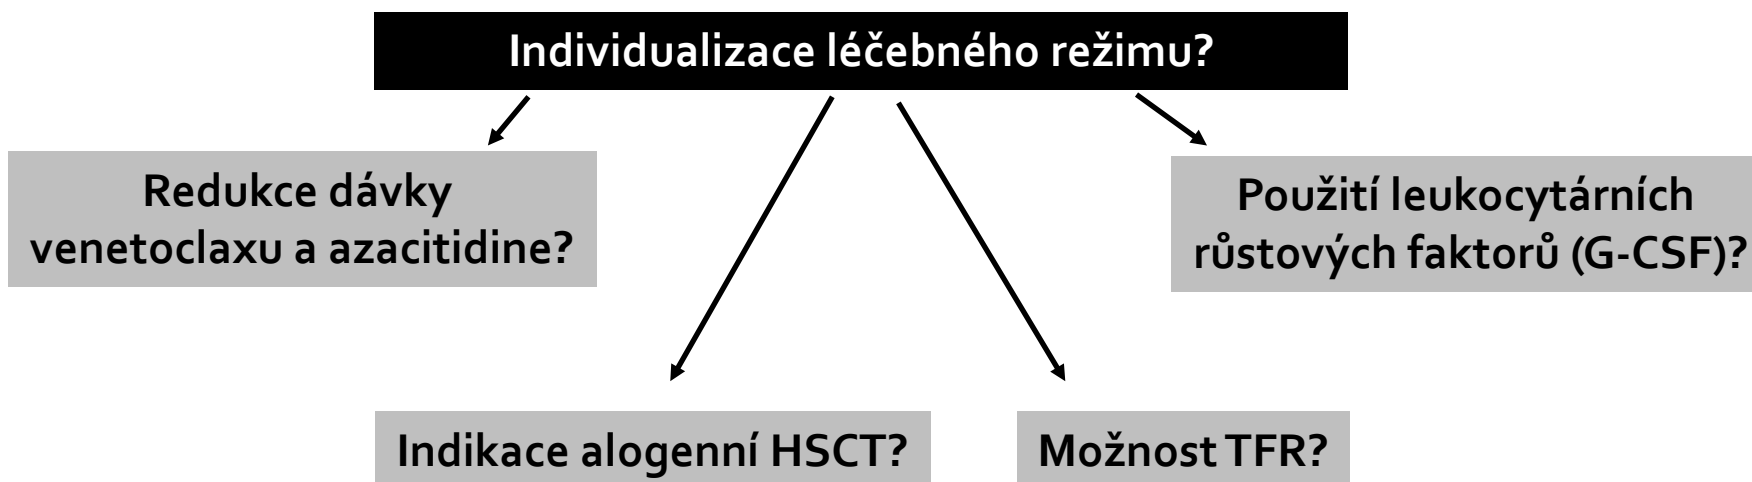 Individualizace léčebného režimu?
Redukce dávky
venetoclaxu a azacitidine?
Použití leukocytárních
růstových faktorů (G-CSF)?
Indikace alogenní HSCT?
Možnost TFR?